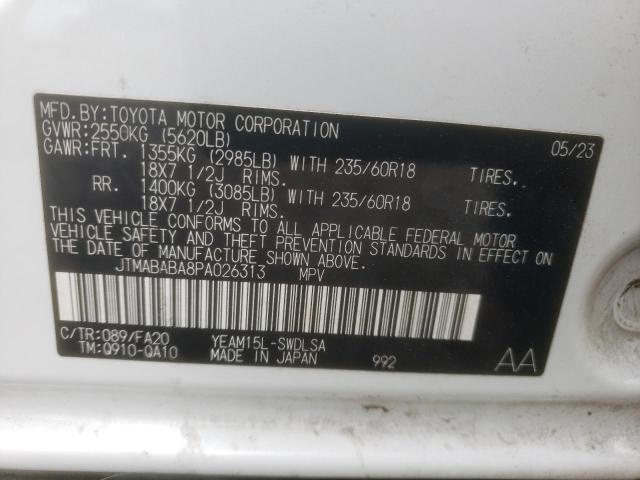 MFD.BY:TOYOTA MOTOR CORPORATION 05/23
GVWR:2550KG (5620LB)
GAWR:FRT. 1355KG (2985LB) WITH 235/60R18 TIRES.
18X7 1/2J RIMS.
RR. 1400KG (3085LB) WITH 235/60R18 TIRES.
18X7 1/2J RIMS.
THIS VEHICLE CONFORMS TO ALL APPLICABLE FEDERAL MOTOR
VEHICLE SAFETY AND THEFT PREVENTION STANDARDS IN EFFECT ON
THE DATE OF MANUFACTURE SHOWN ABOVE.
JTMABABA8PA026313 MPV
C/TR:089/FA20 YEAM15L-SWDLSA
TM:Q910-QA10 MADE IN JAPAN 992 AA